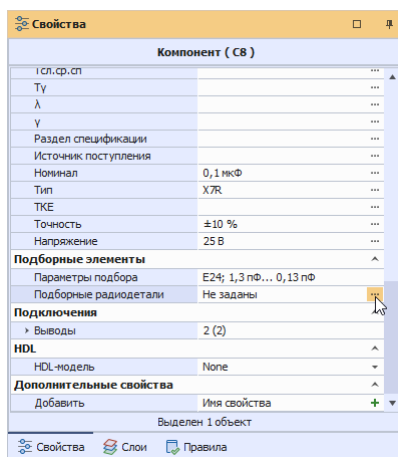 Свойства
Компонент ( C8 )
Тсл.ср.сп
Тγ
λ
γ
Раздел спецификации
Источник поступления
Номинал 0,1 мкФ
Тип X7R
ТКЕ
Точность ±10 %
Напряжение 25 В
Подборные элементы
Параметры подбора E24; 1,3 пФ... 0,13 пФ
Подборные радиодетали Не заданы
Подключения
Выводы 2 (2)
HDL
HDL-модель None
Дополнительные свойства
Добавить Имя свойства
Выделен 1 объект
Свойства Слои Правила